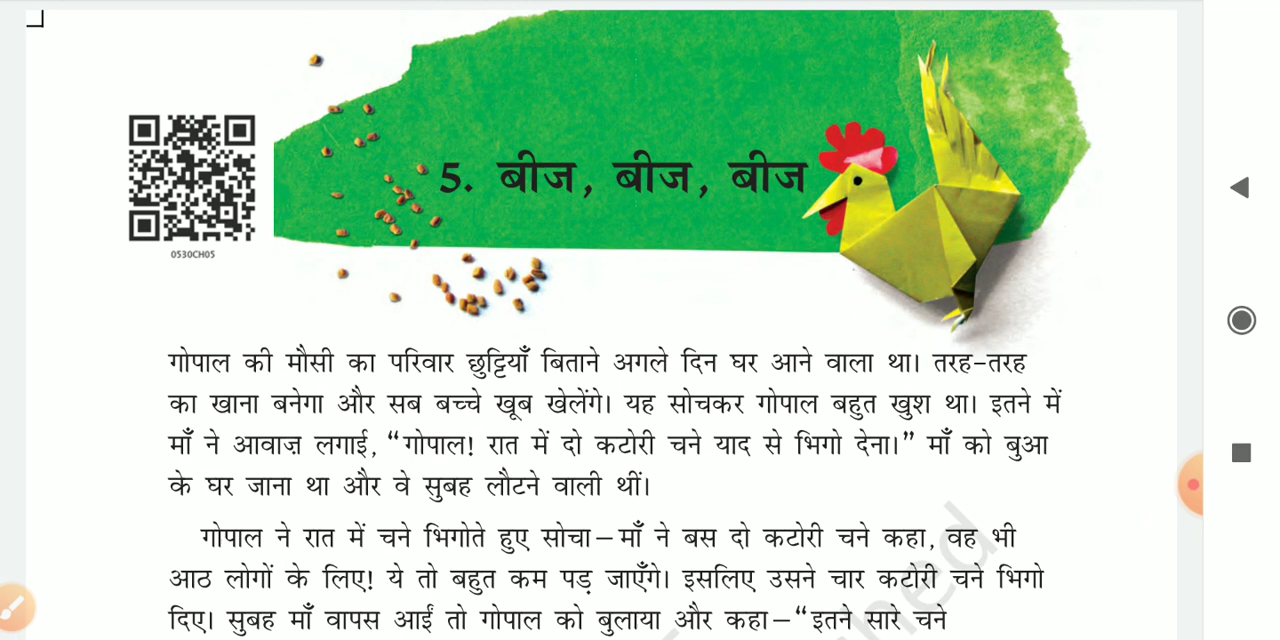 5. बीज, बीज, बीज
0530CH05
गोपाल की मौसी का परिवार छुट्टियाँ बिताने अगले दिन घर आने वाला था। तरह-तरह
का खाना बनेगा और सब बच्चे खूब खेलेंगे। यह सोचकर गोपाल बहुत खुश था। इतने में
माँ ने आवाज़ लगाई, “गोपाल! रात में दो कटोरी चने याद से भिगो देना।” माँ को बुआ
के घर जाना था और वे सुबह लौटने वाली थीं।
गोपाल ने रात में चने भिगोते हुए सोचा–माँ ने बस दो कटोरी चने कहा, वह भी
आठ लोगों के लिए! ये तो बहुत कम पड़ जाएँगे। इसलिए उसने चार कटोरी चने भिगो
दिए। सुबह माँ वापस आईं तो गोपाल को बुलाया और कहा–“इतने सारे चने